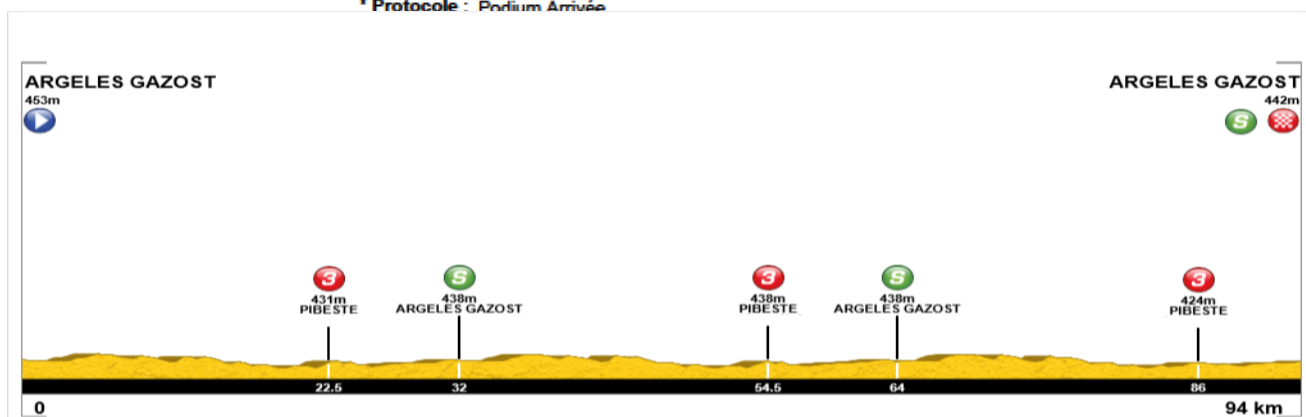 * Protocole : Podium Arrivée
ARGELES GAZOST
453m
ARGELES GAZOST
442m
S
3
431m
PIBESTE
S
438m
ARGELES GAZOST
3
438m
PIBESTE
S
438m
ARGELES GAZOST
3
424m
PIBESTE
22.5
32
54.5
64
86
0
94 km